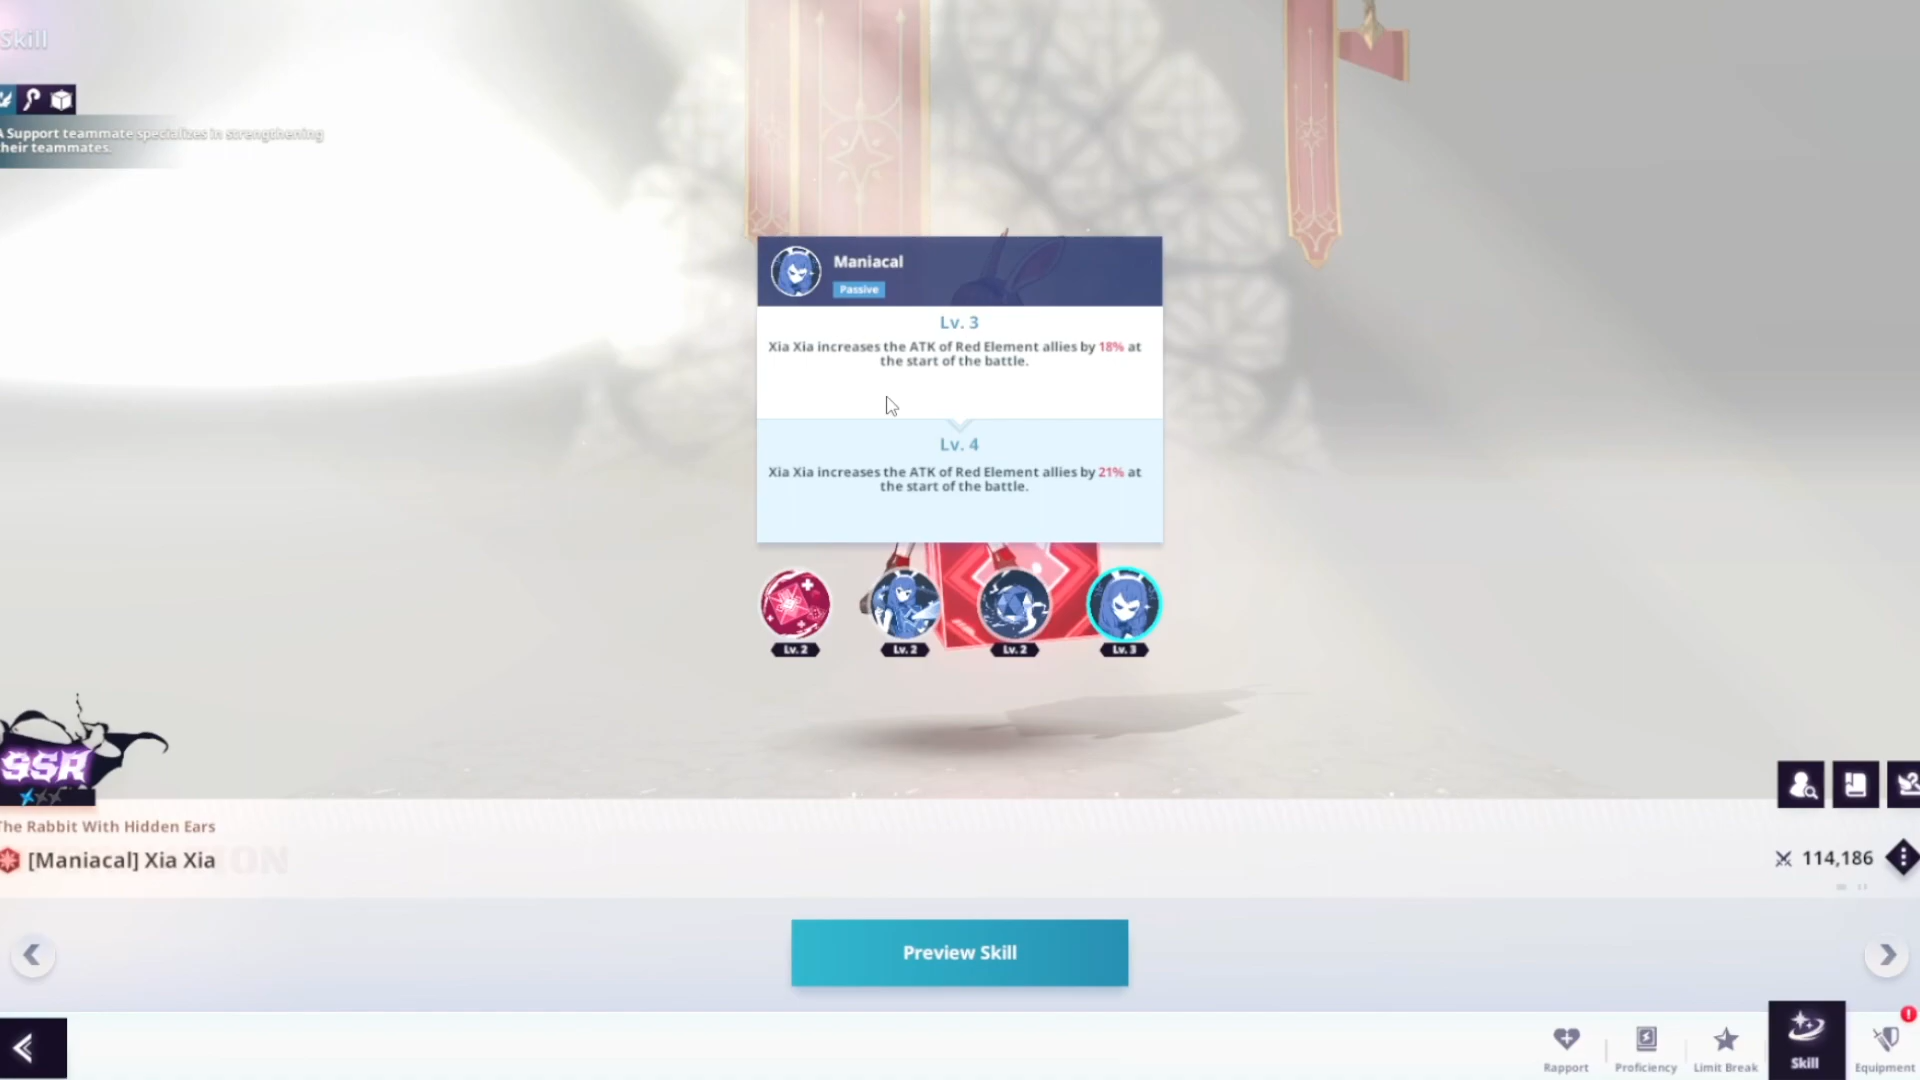 Skill
A Support teammate specializes in strengthening
their teammates.
Maniacal
Passive
Lv. 3
Xia Xia increases the ATK of Red Element allies by 18% at
the start of the battle.
Lv. 4
Xia Xia increases the ATK of Red Element allies by 21% at
the start of the battle.
Lv. 2
Lv. 2
Lv. 2
Lv. 3
SSR
The Rabbit With Hidden Ears
[Maniacal] Xia Xia
114,186
Preview Skill
Rapport
Proficiency
Limit Break
Skill
Equipment